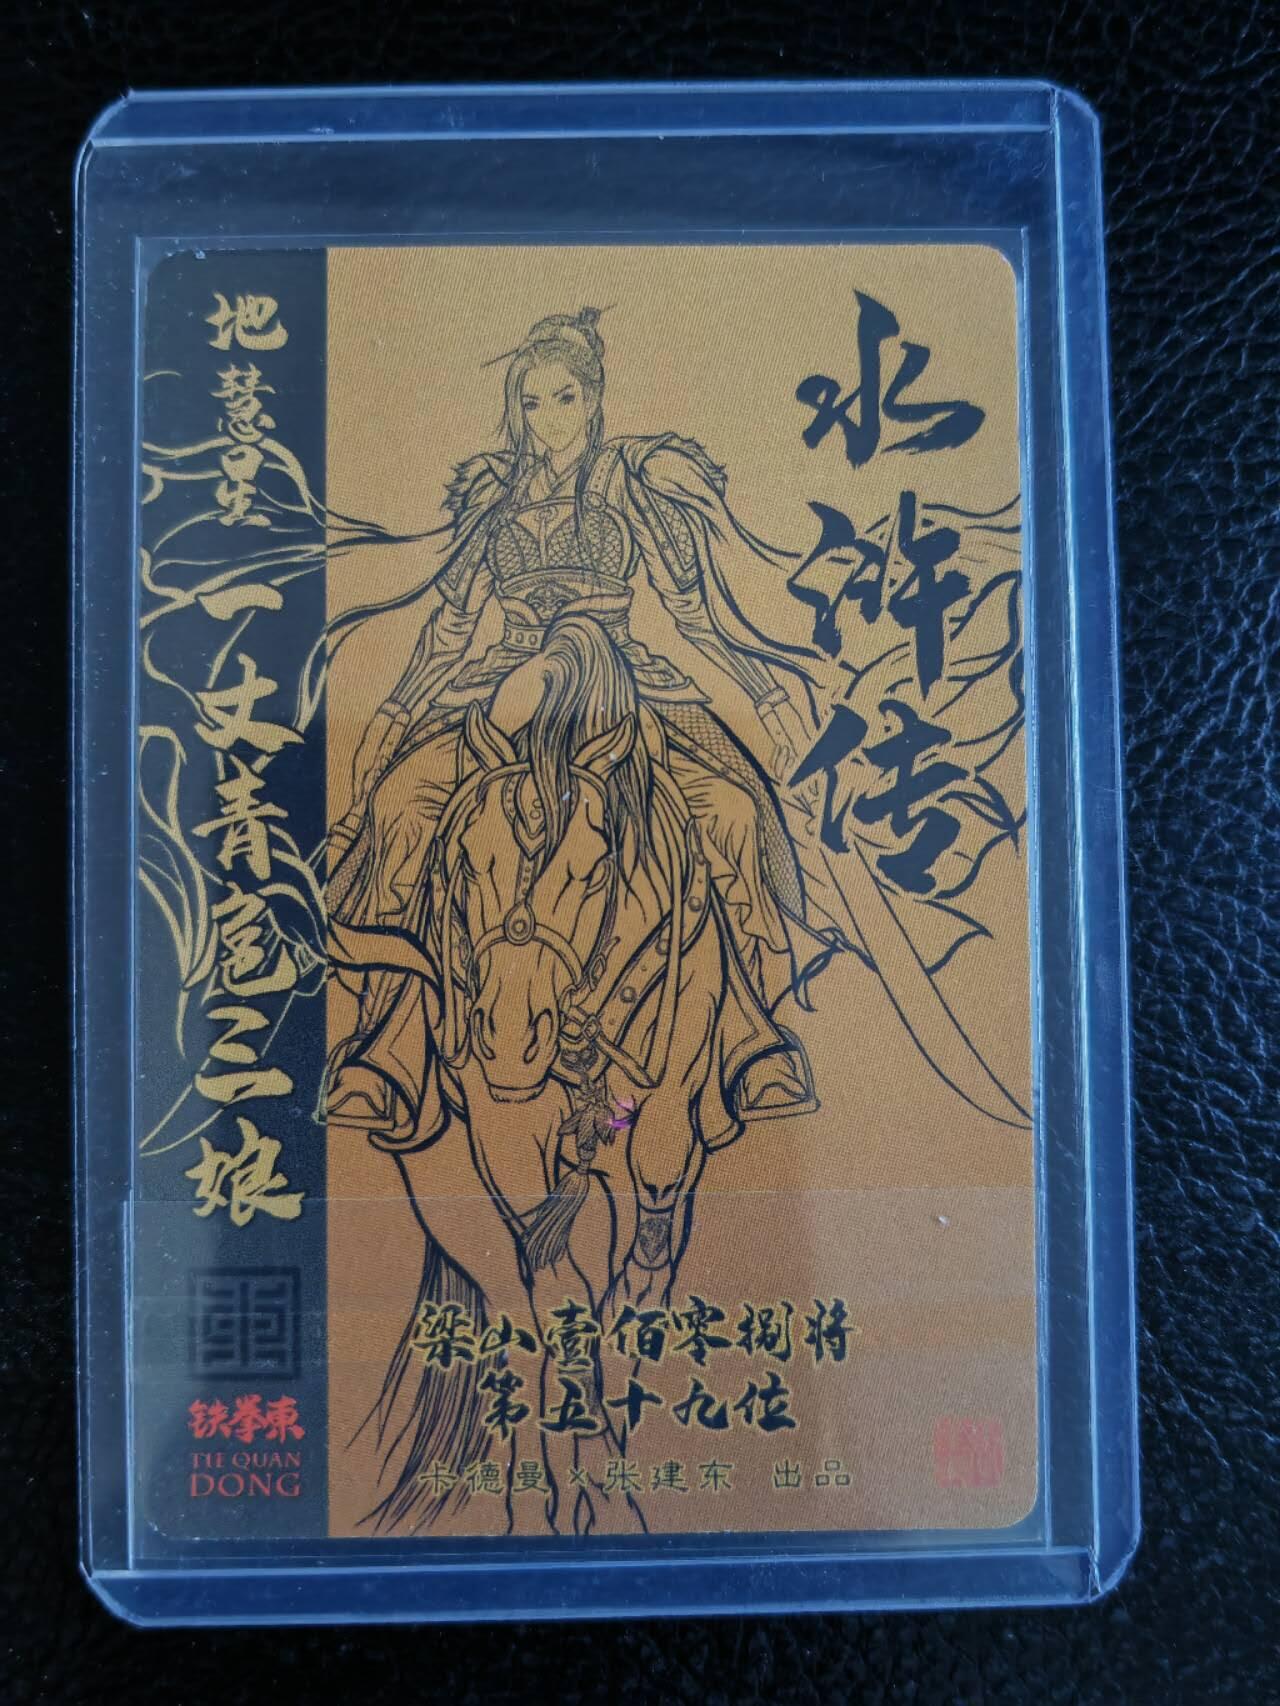 水浒传
地慧星
一丈青扈三娘
梁山壹佰零捌将
第五十九位
卡德曼×张建东 出品
铁拳東
TIE QUAN
DONG